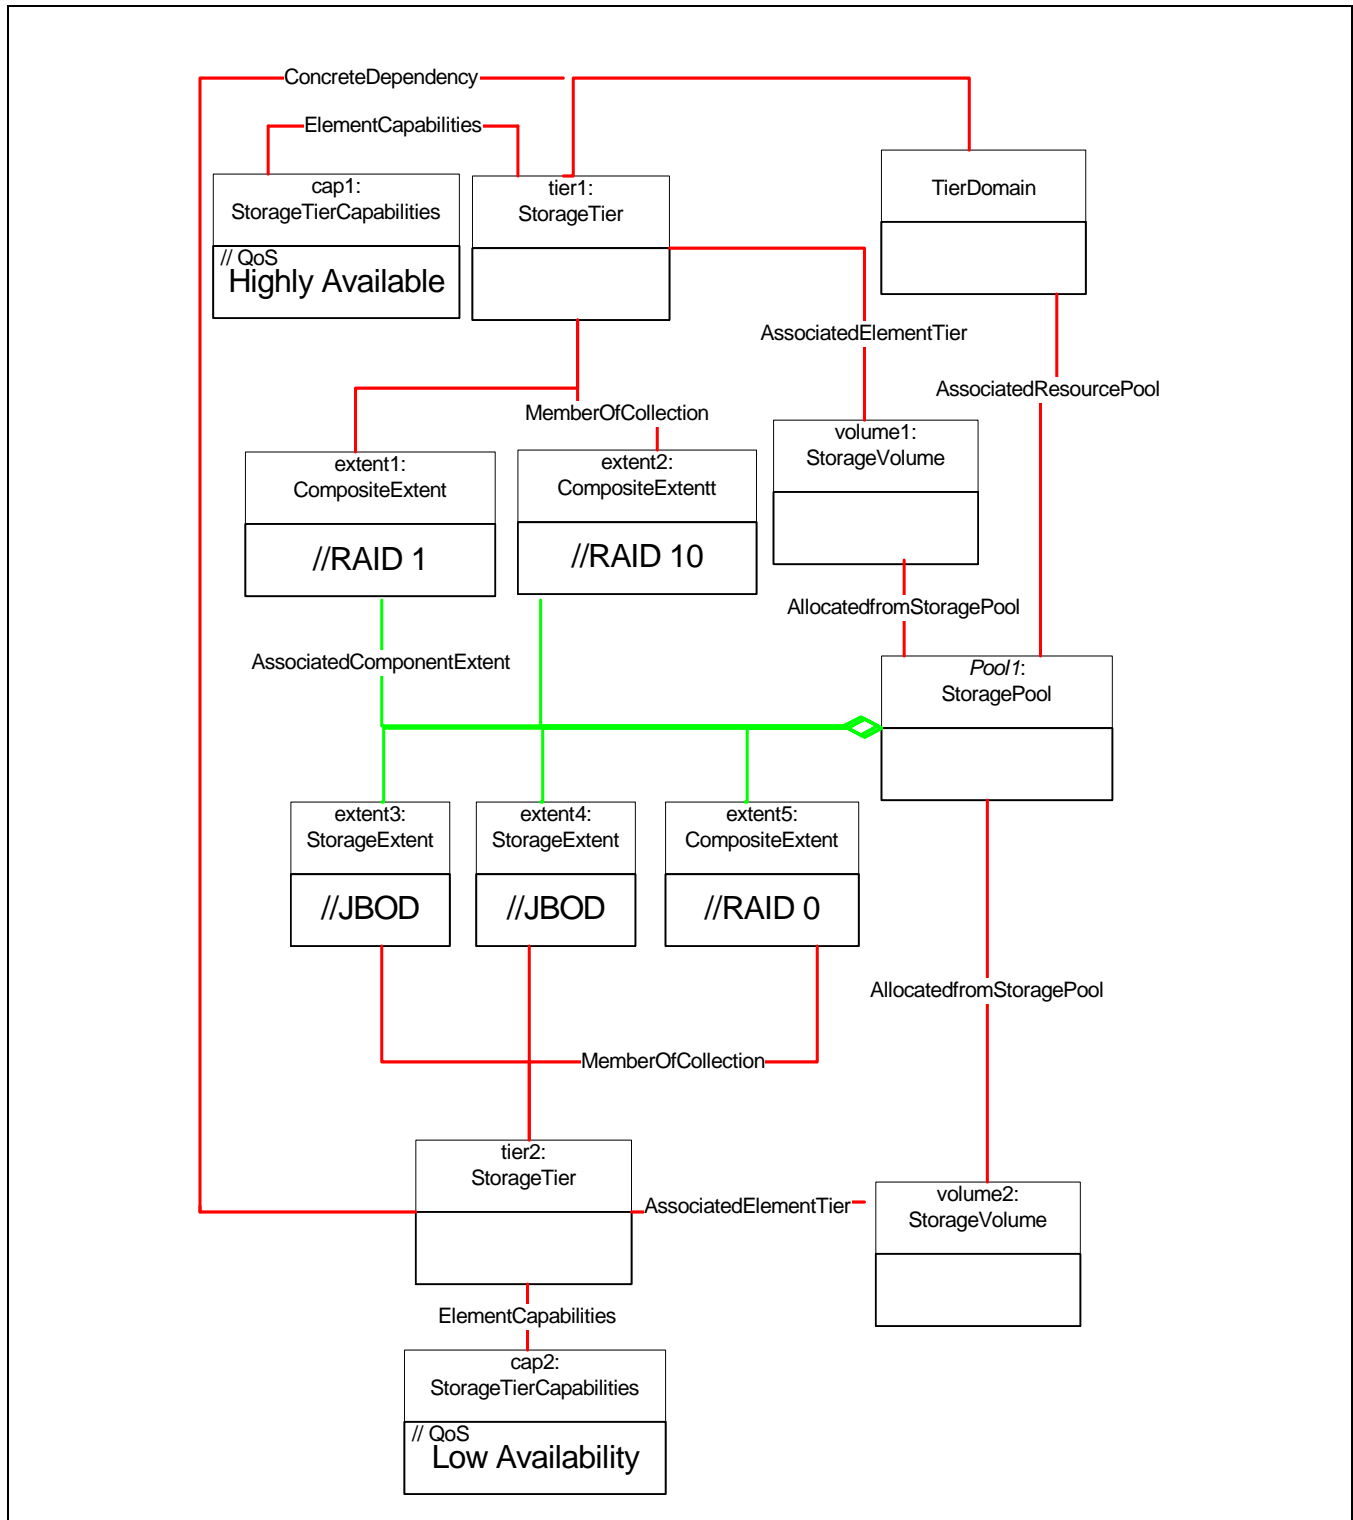 ConcreteDependency
ElementCapabilities
cap1:
StorageTierCapabilities
// QoS
Highly Available
tier1:
StorageTier
TierDomain
AssociatedElementTier
AssociatedResourcePool
MemberOfCollection
extent1:
CompositeExtent
//RAID 1
extent2:
CompositeExtentt
//RAID 10
volume1:
StorageVolume
AllocatedfromStoragePool
AssociatedComponentExtent
Pool1:
StoragePool
extent3:
StorageExtent
//JBOD
extent4:
StorageExtent
//JBOD
extent5:
CompositeExtent
//RAID 0
AllocatedfromStoragePool
MemberOfCollection
tier2:
StorageTier
AssociatedElementTier
volume2:
StorageVolume
ElementCapabilities
cap2:
StorageTierCapabilities
// QoS
Low Availability